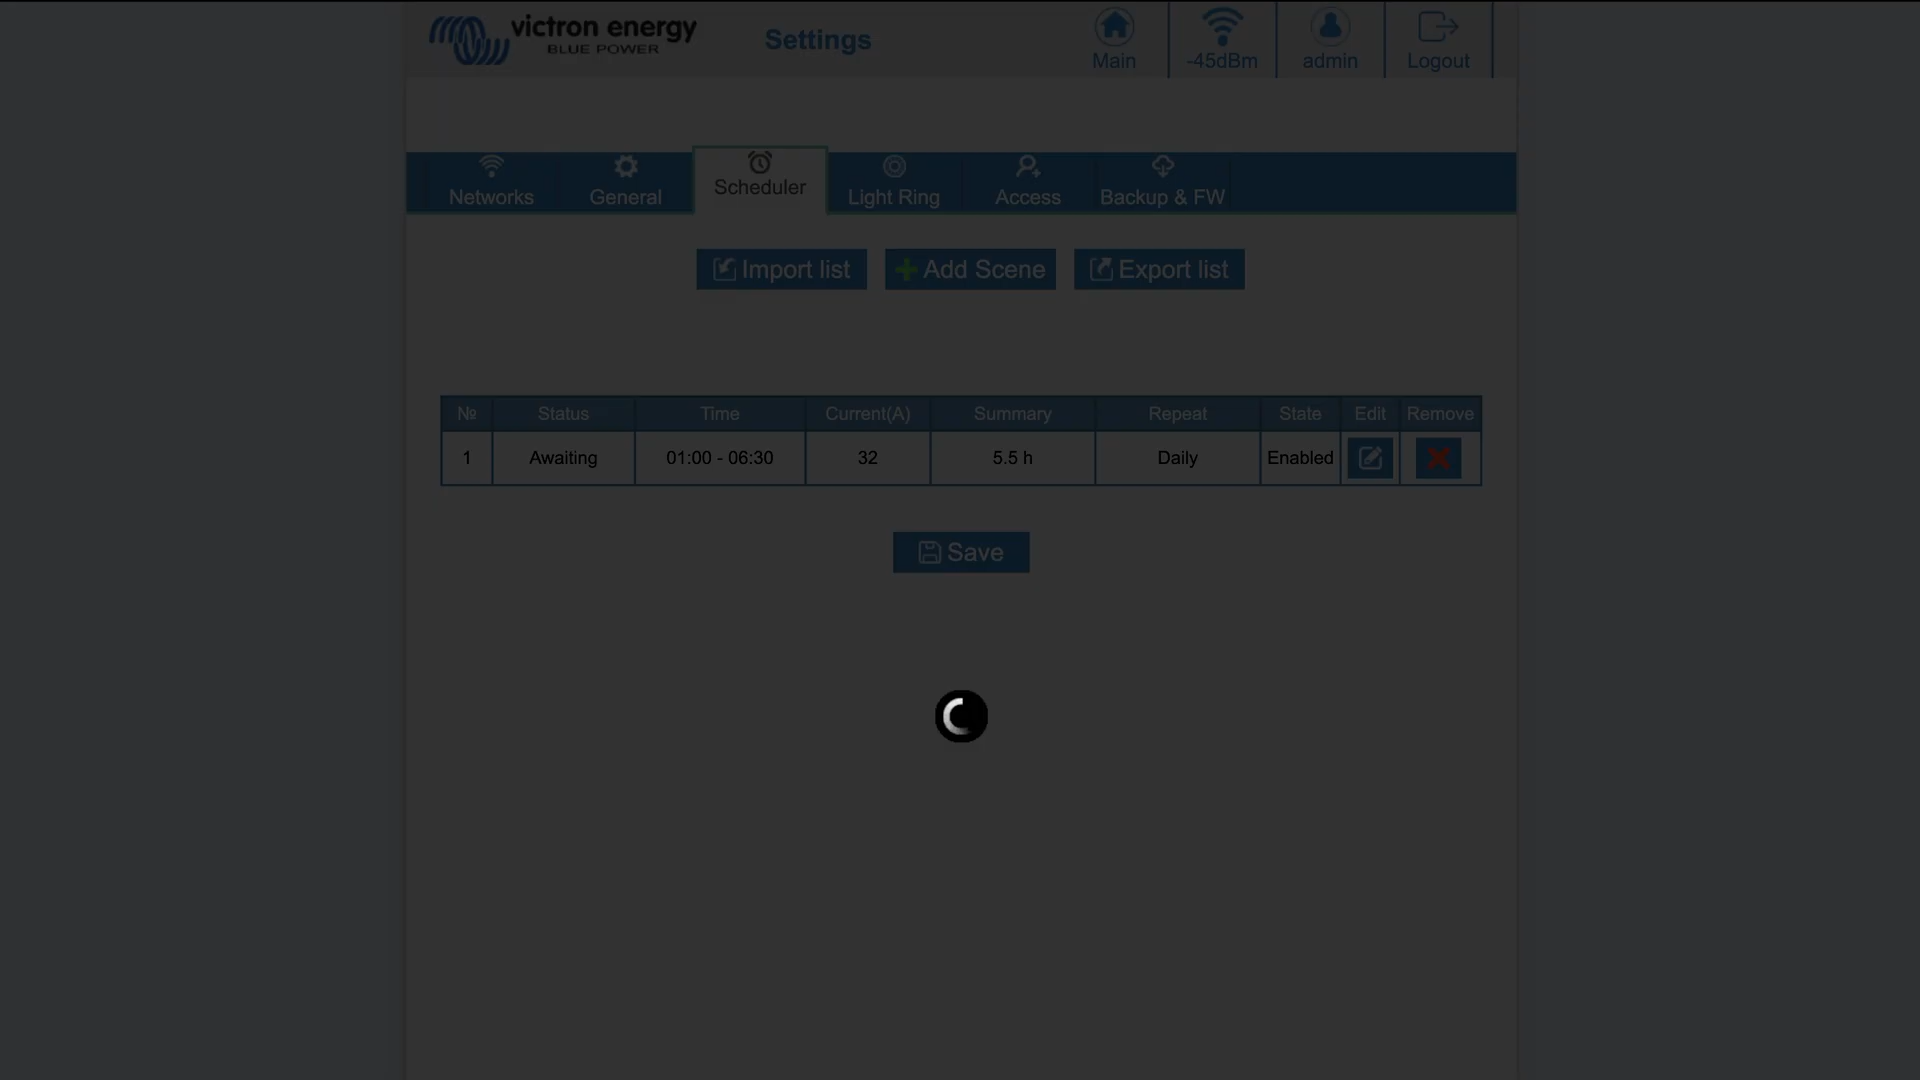 victron energy
BLUE POWER
Settings
Main
-45dBm
admin
Logout
Networks
General
Scheduler
Light Ring
Access
Backup & FW
Import list
Add Scene
Export list
№ Status Time Current(A) Summary Repeat State Edit Remove
1 Awaiting 01:00 - 06:30 32 5.5 h Daily Enabled
Save